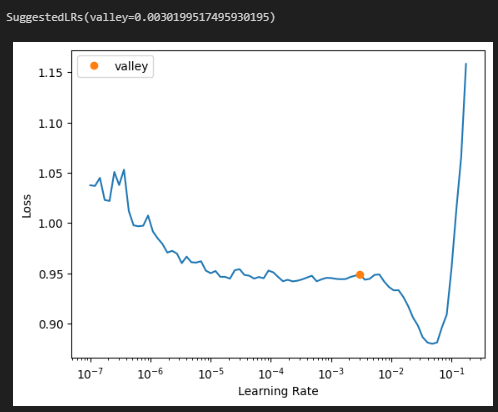 SuggestedLRs(valley=0.0030199517495930195)
valley
1.15
1.10
1.05
1.00
0.95
0.90
Loss
10⁻⁷ 10⁻⁶ 10⁻⁵ 10⁻⁴ 10⁻³ 10⁻² 10⁻¹
Learning Rate